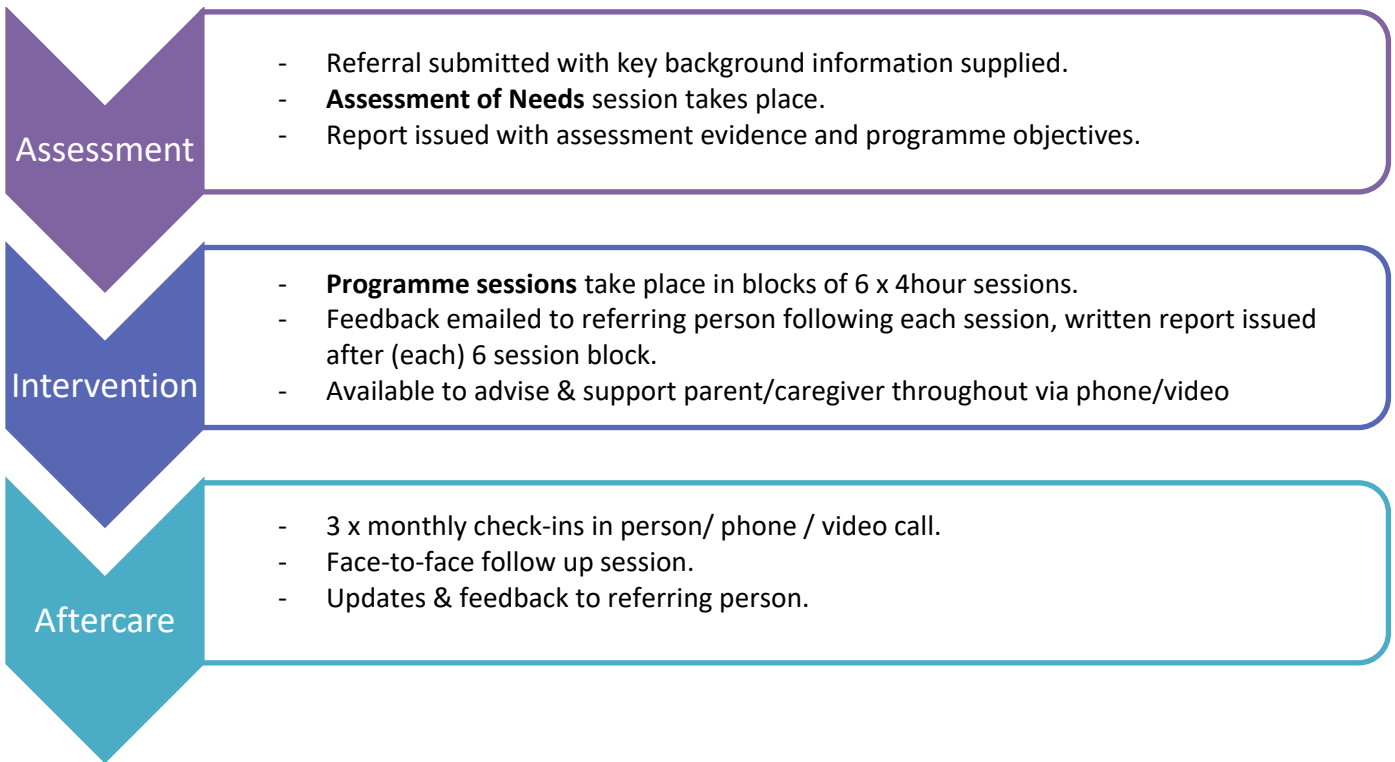 Assessment
- Referral submitted with key background information supplied.
- Assessment of Needs session takes place.
- Report issued with assessment evidence and programme objectives.
Intervention
- Programme sessions take place in blocks of 6 x 4hour sessions.
- Feedback emailed to referring person following each session, written report issued
after (each) 6 session block.
- Available to advise & support parent/caregiver throughout via phone/video
Aftercare
- 3 x monthly check-ins in person/ phone / video call.
- Face-to-face follow up session.
- Updates & feedback to referring person.